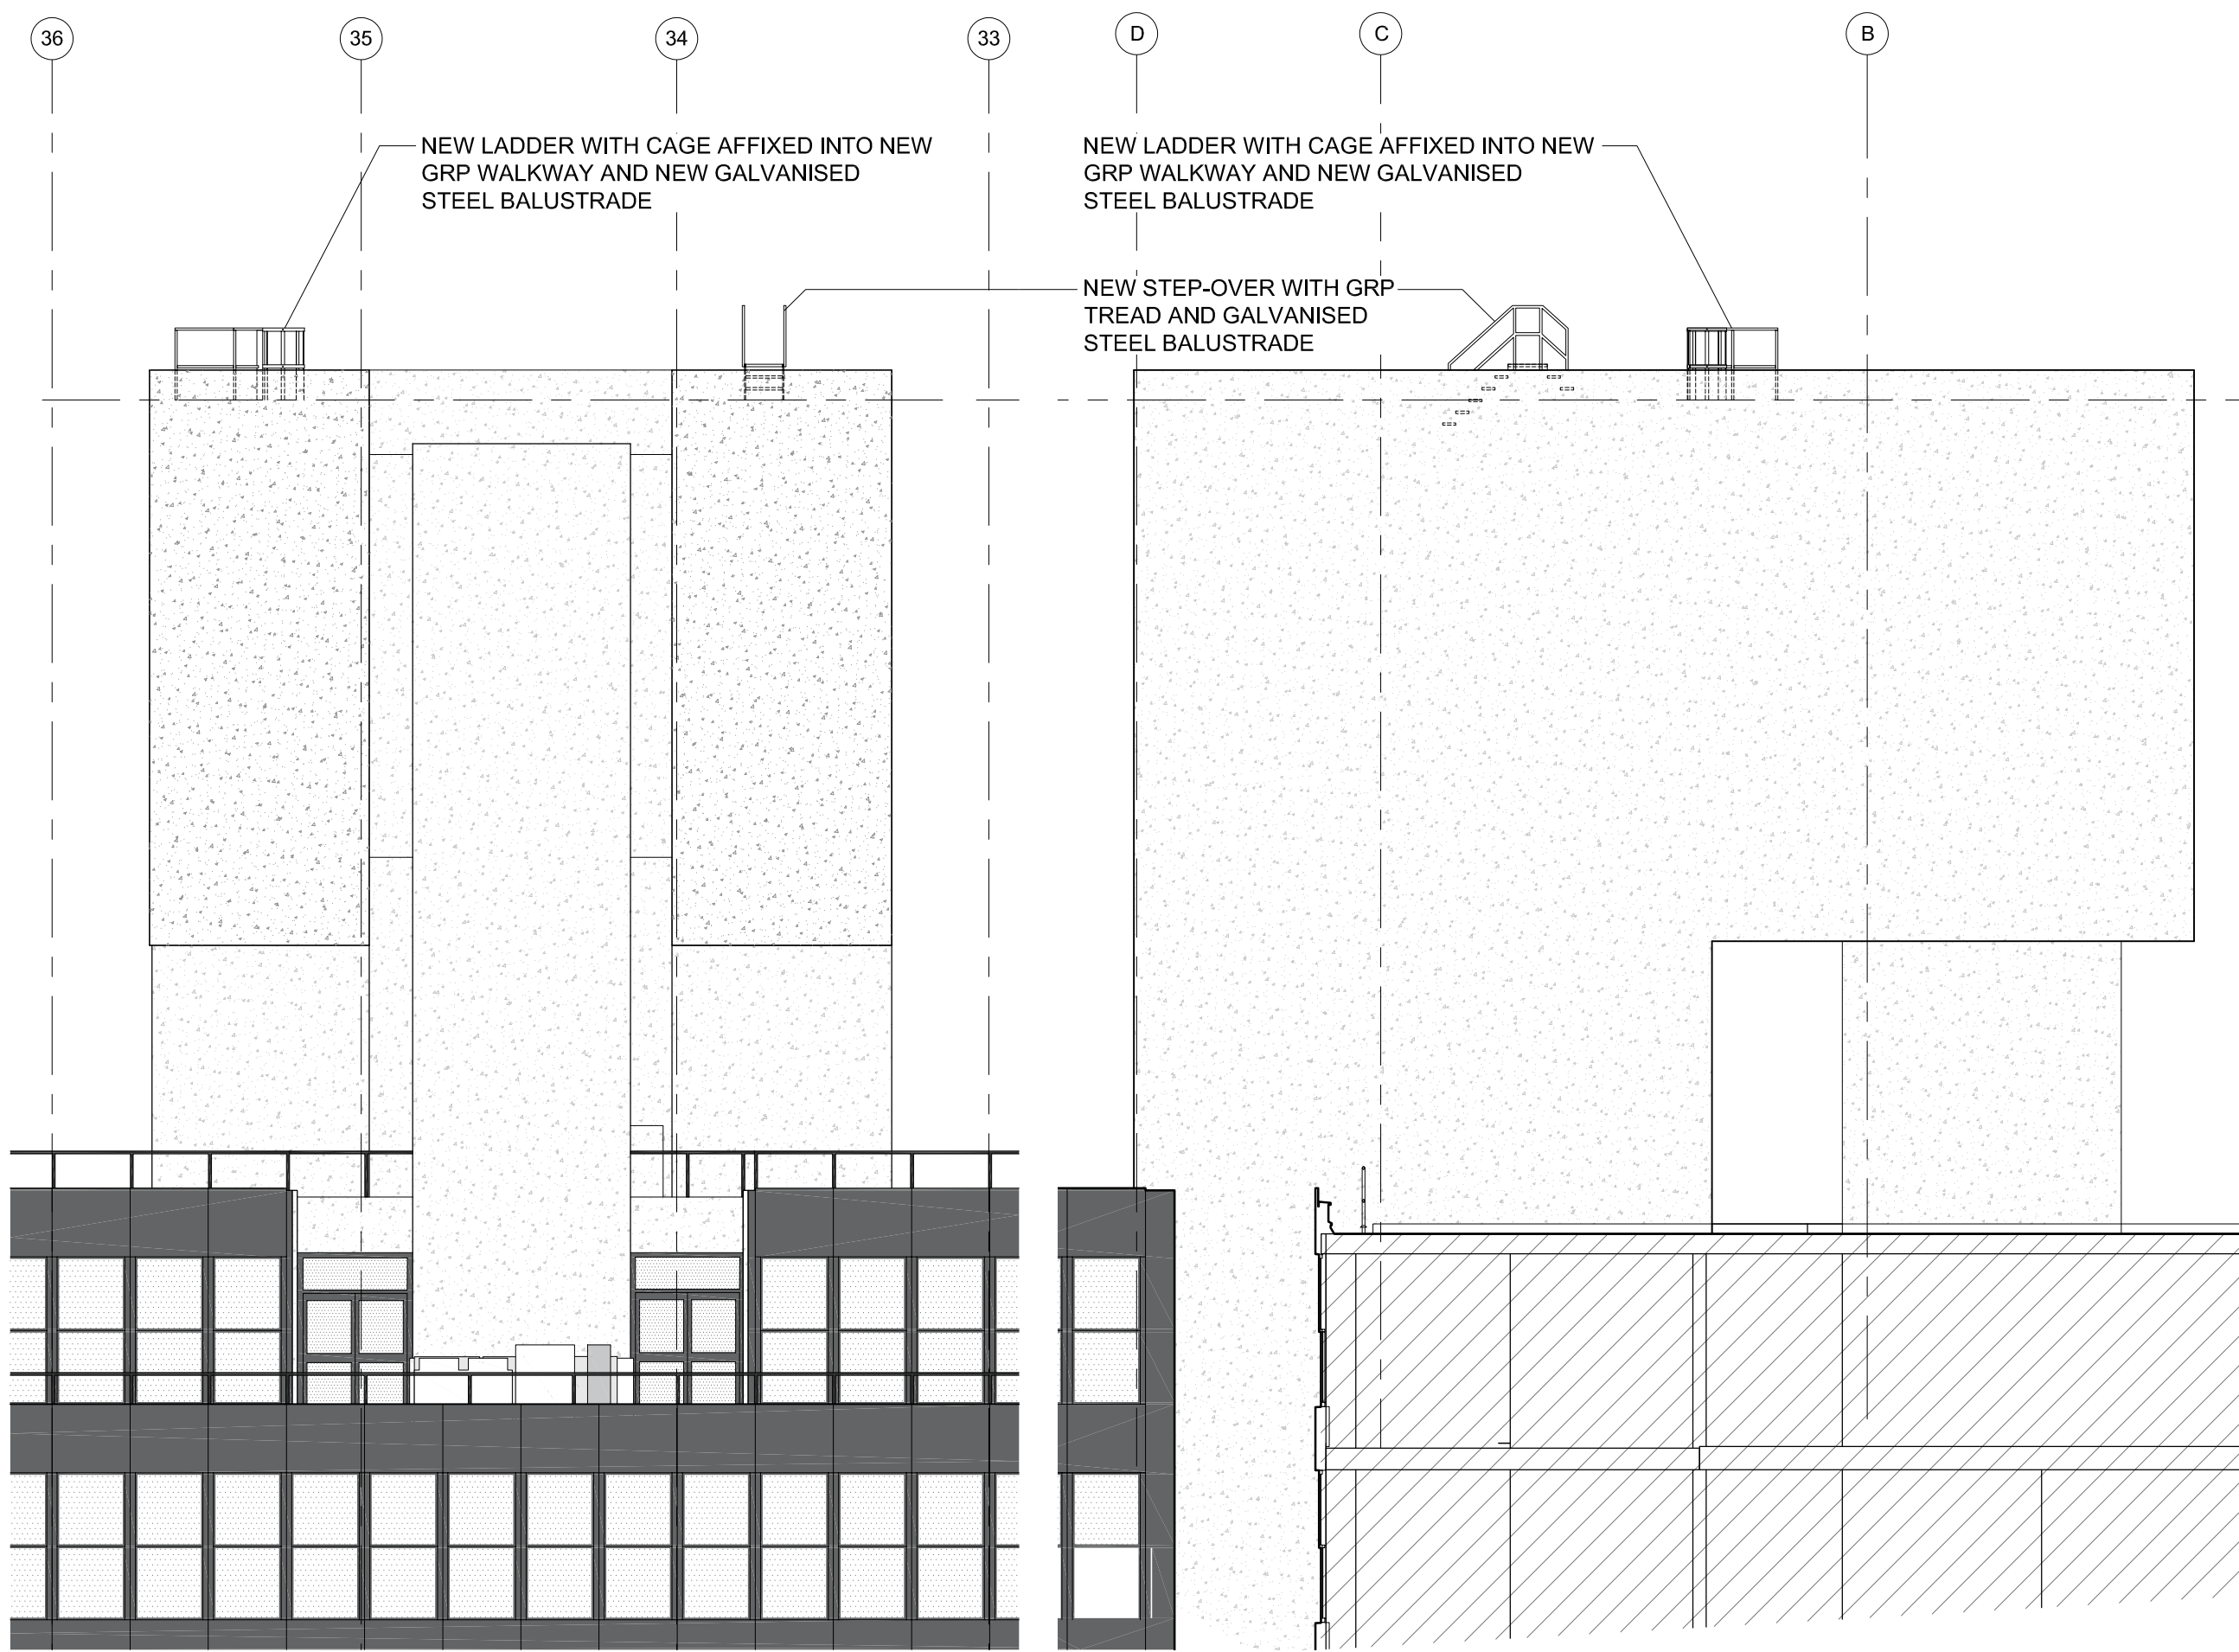 36
35
34
33
D
C
B
NEW LADDER WITH CAGE AFFIXED INTO NEW
GRP WALKWAY AND NEW GALVANISED
STEEL BALUSTRADE
NEW LADDER WITH CAGE AFFIXED INTO NEW
GRP WALKWAY AND NEW GALVANISED
STEEL BALUSTRADE
NEW STEP-OVER WITH GRP
TREAD AND GALVANISED
STEEL BALUSTRADE